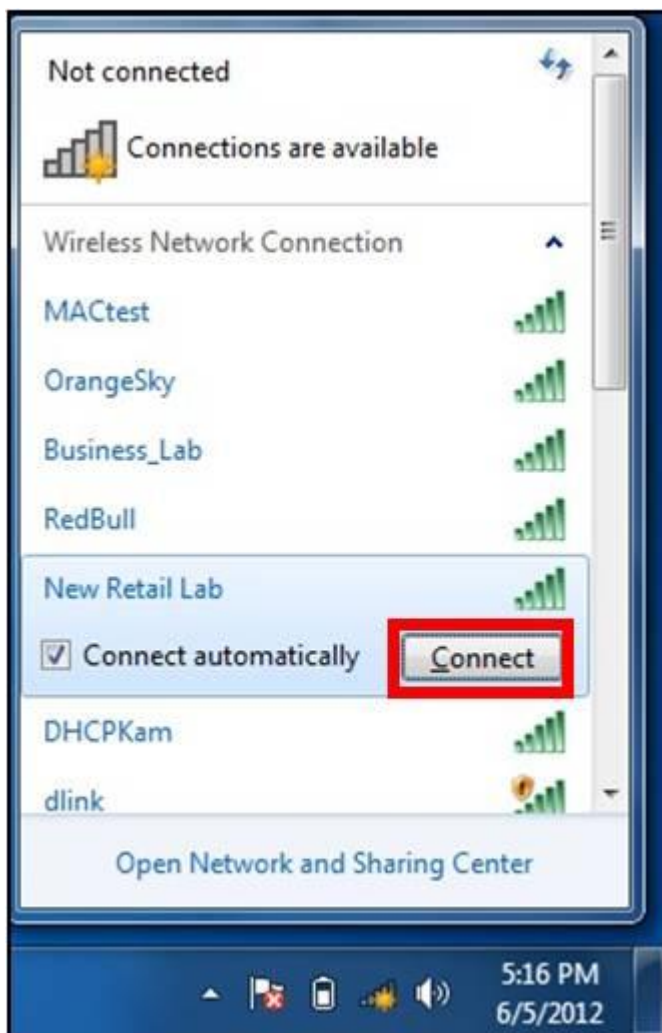 Not connected
Connections are available
Wireless Network Connection
MACtest
OrangeSky
Business_Lab
RedBull
New Retail Lab
Connect automatically Connect
DHCPKam
dlink
Open Network and Sharing Center
5:16 PM
6/5/2012